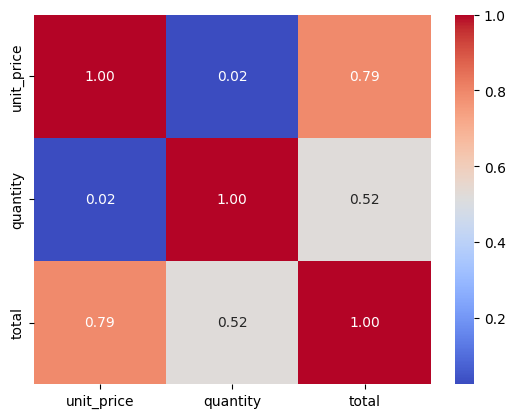 unit_price 1.00 0.02 0.79
quantity 0.02 1.00 0.52
total 0.79 0.52 1.00
unit_price quantity total
1.0
0.8
0.6
0.4
0.2